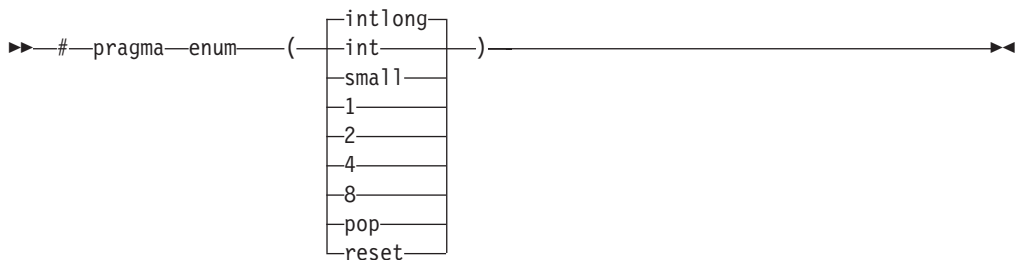 intlong
# pragma enum ( int )
small
1
2
4
8
pop
reset